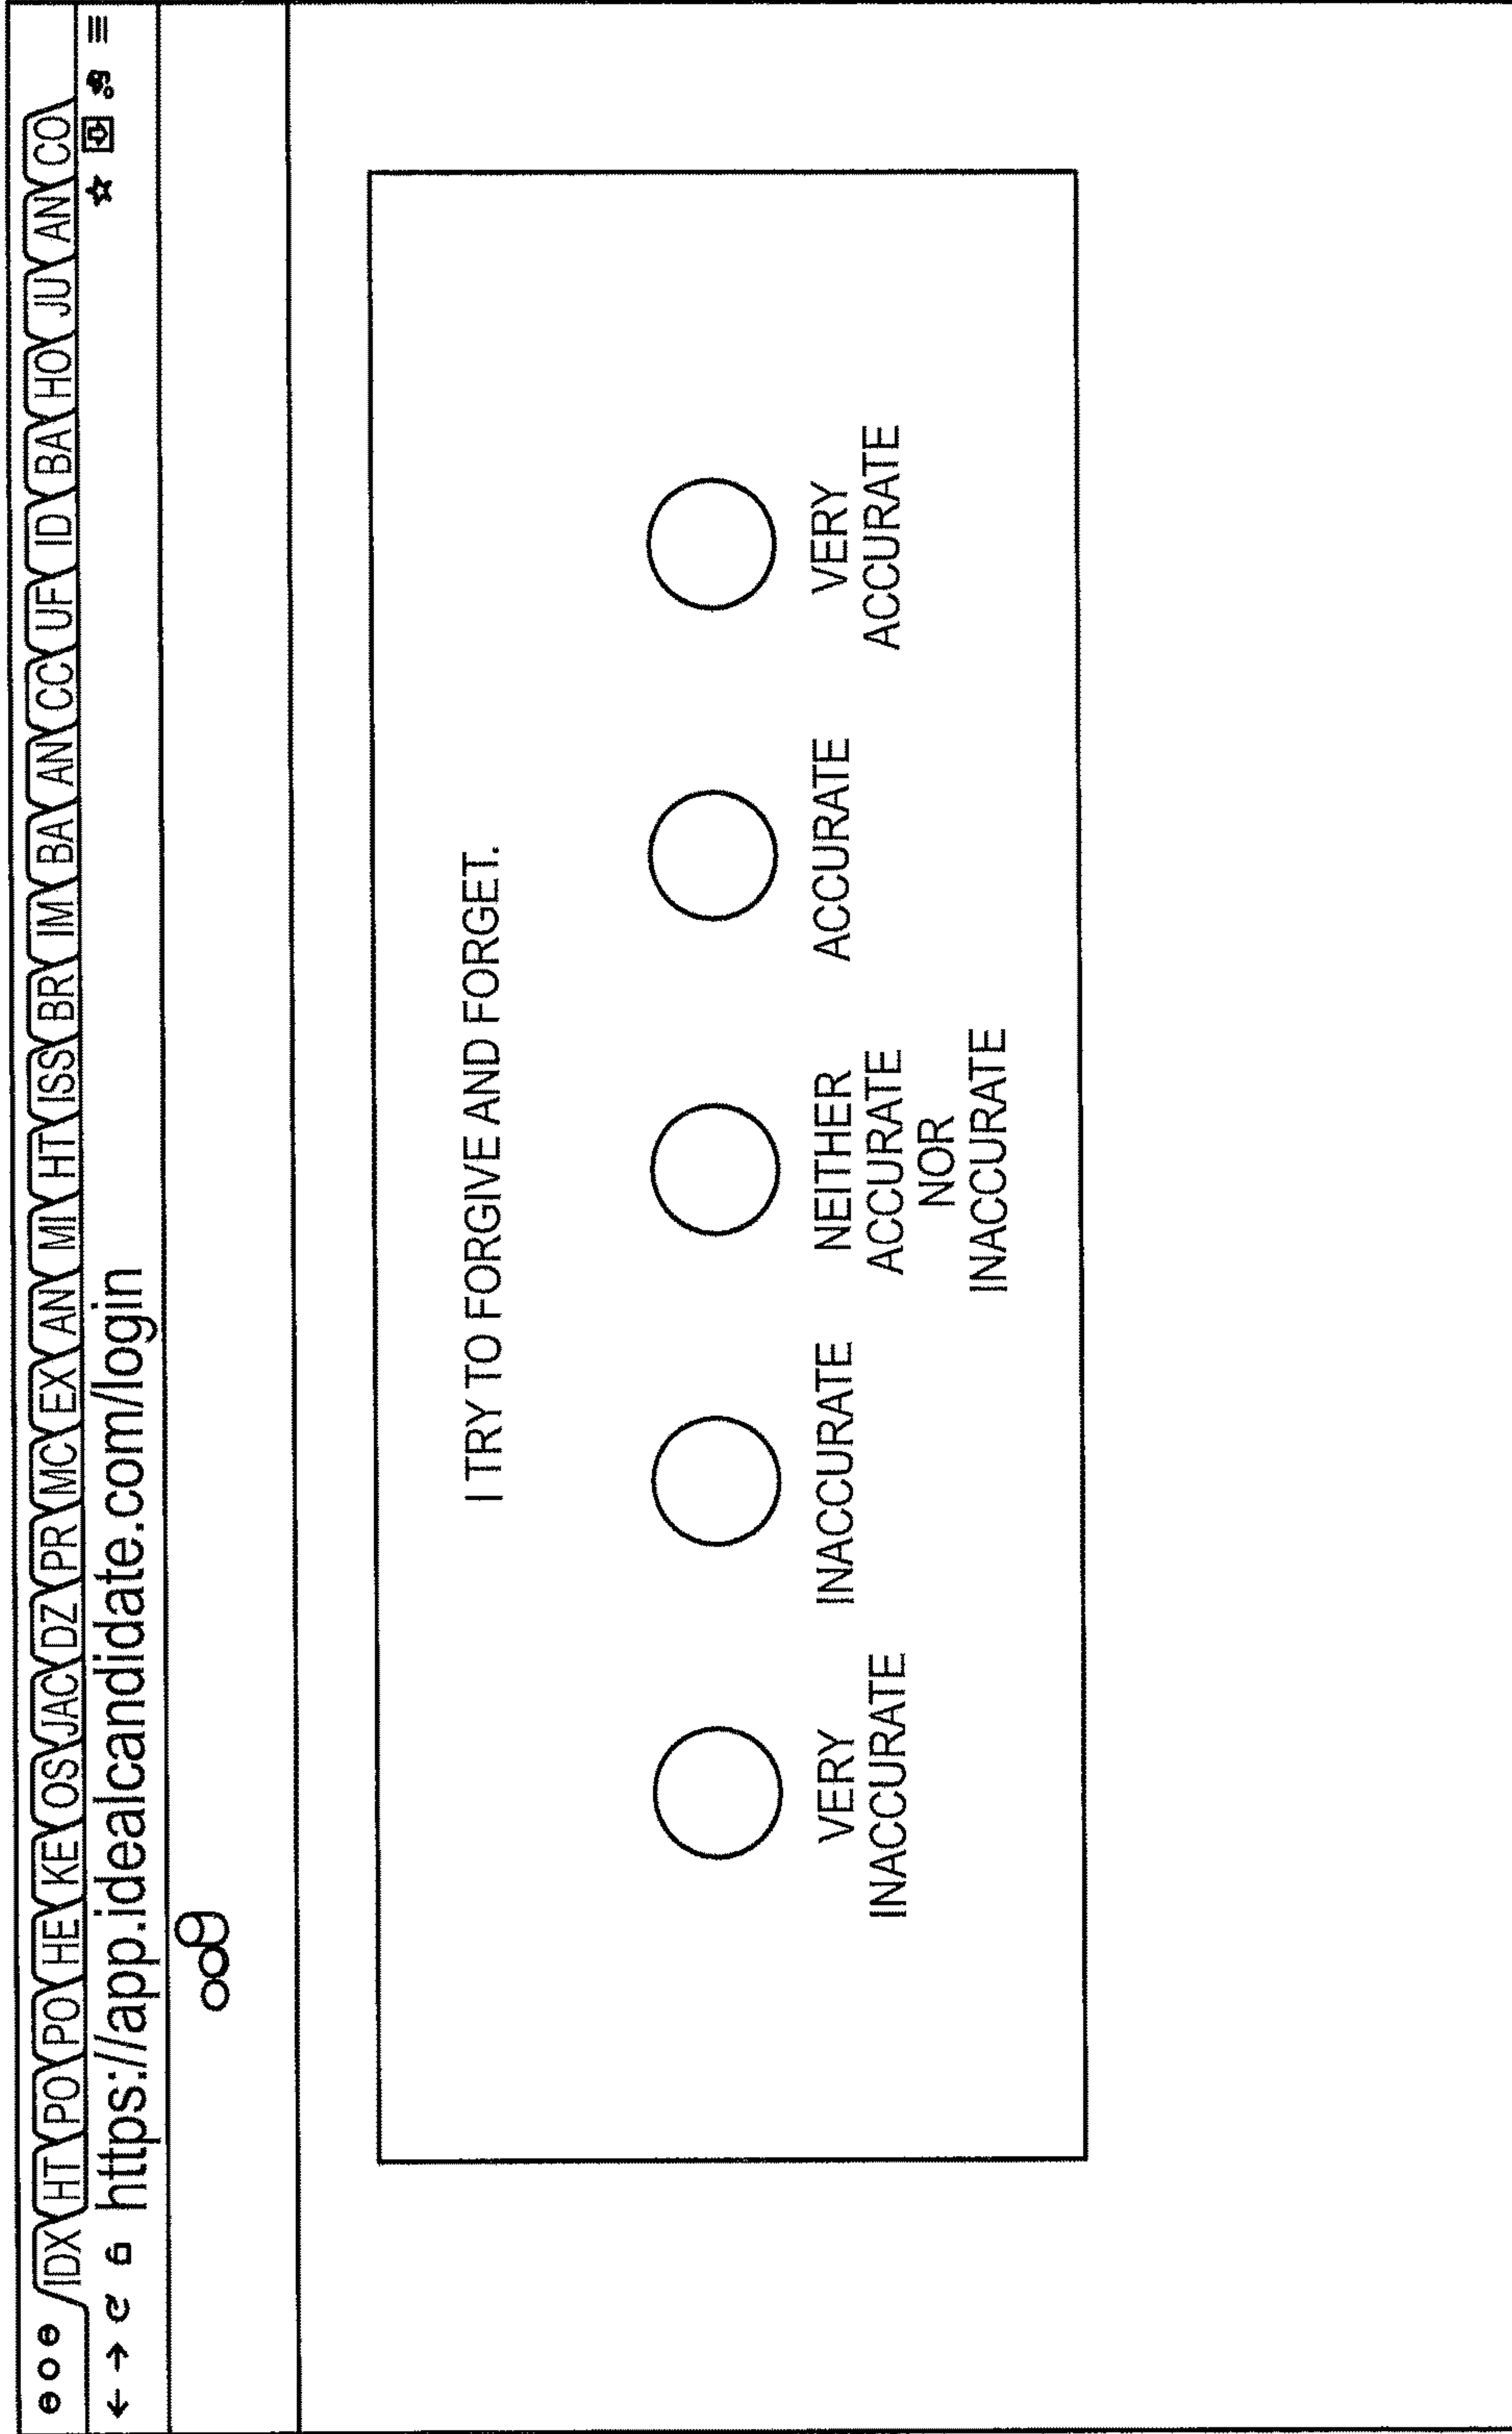 IDX HT PO PO HE KE OS JAC DZ PR MC EX AN MI HT ISS BR IM BA AN CC UF ID BA HO JU AN CO
https://app.idealcandidate.com/login
I TRY TO FORGIVE AND FORGET.
VERY
INACCURATE
INACCURATE
NEITHER
ACCURATE
NOR
INACCURATE
ACCURATE
VERY
ACCURATE